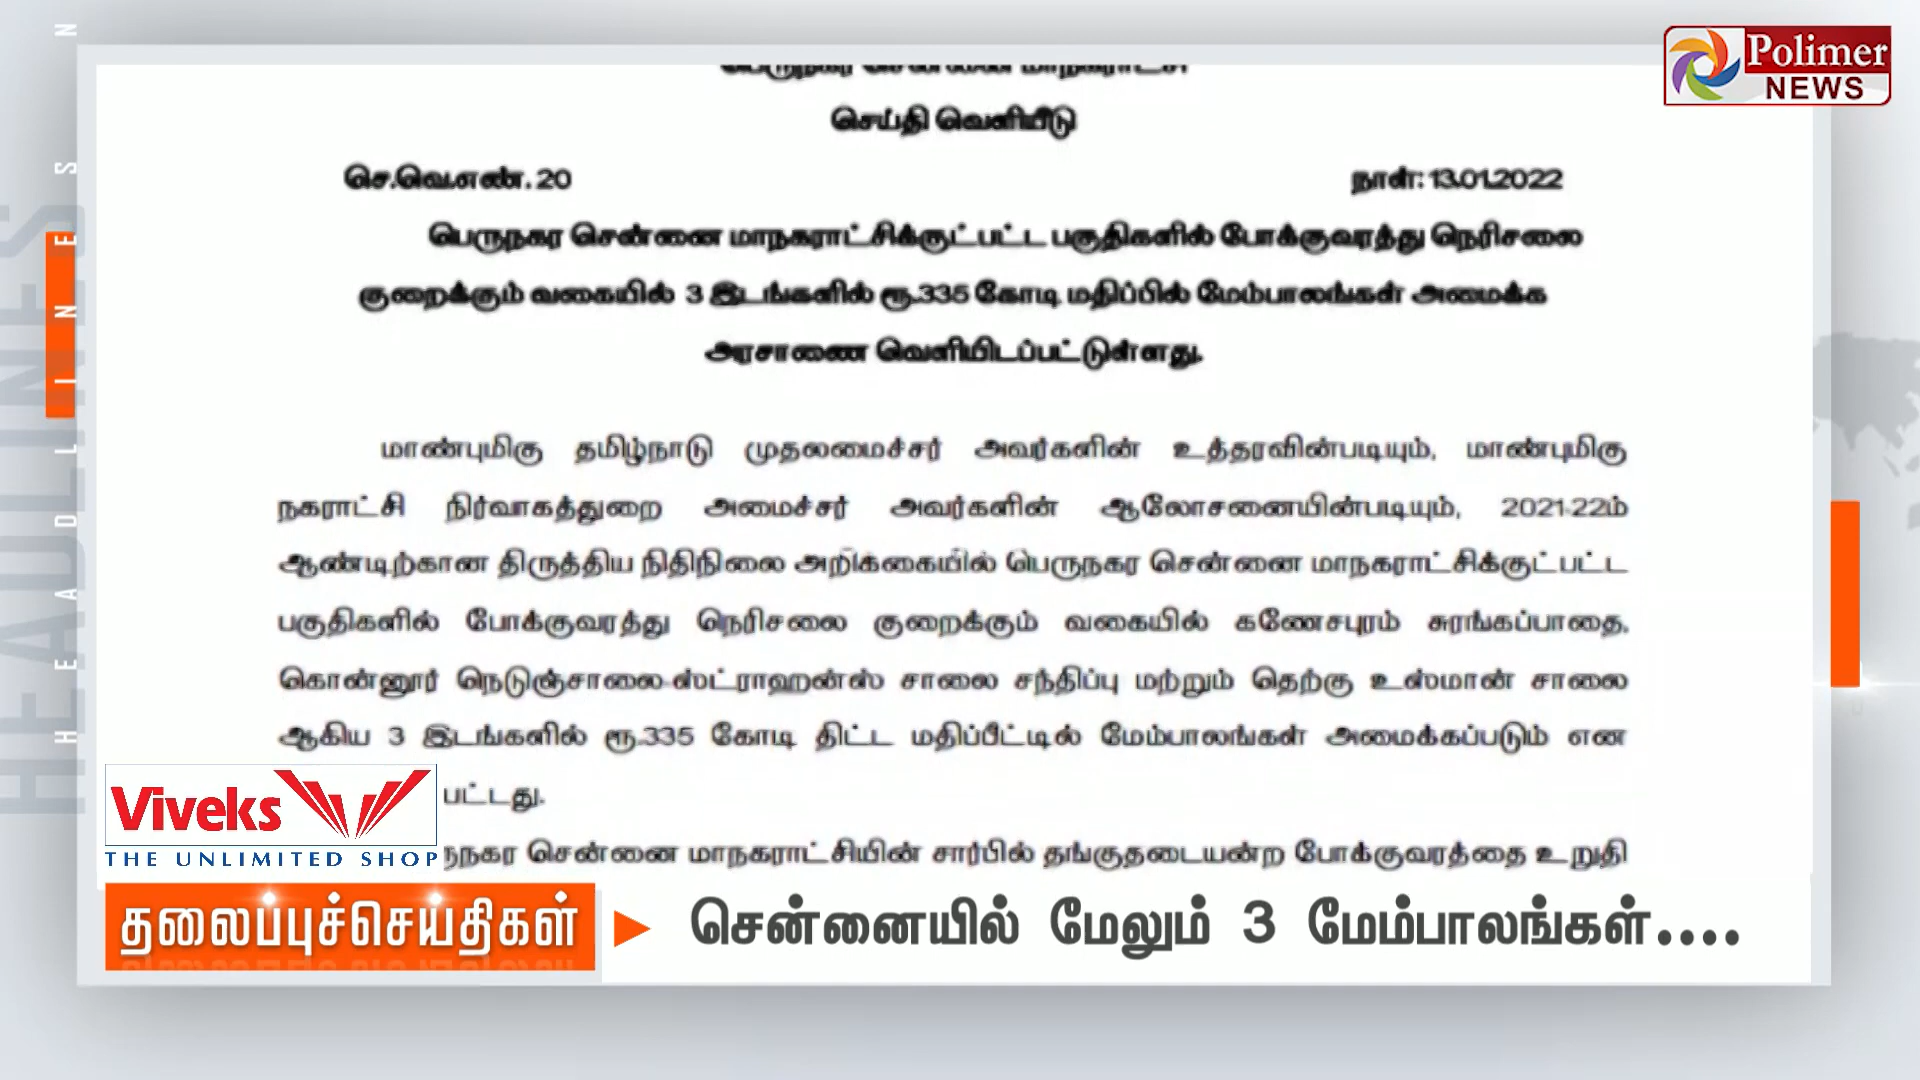 Polimer
NEWS
HEADLINES
HEADLINES N
பெருநகர சென்னை மாநகராட்சி
செய்தி வெளியீடு
செ.வெ.எண். 20 நாள்: 13.01.2022
பெருநகர சென்னை மாநகராட்சிக்குட்பட்ட பகுதிகளில் போக்குவரத்து நெரிசலை
குறைக்கும் வகையில் 3 இடங்களில் ரூ.335 கோடி மதிப்பில் மேம்பாலங்கள் அமைக்க
அரசாணை வெளியிடப்பட்டுள்ளது.
மாண்புமிகு தமிழ்நாடு முதலமைச்சர் அவர்களின் உத்தரவின்படியும், மாண்புமிகு
நகராட்சி நிர்வாகத்துறை அமைச்சர் அவர்களின் ஆலோசனையின்படியும், 2021-22ம்
ஆண்டிற்கான திருத்திய நிதிநிலை அறிக்கையில் பெருநகர சென்னை மாநகராட்சிக்குட்பட்ட
பகுதிகளில் போக்குவரத்து நெரிசலை குறைக்கும் வகையில் கணேசபுரம் சுரங்கப்பாதை,
கொன்னூர் நெடுஞ்சாலை-ஸ்ட்ராஹன்ஸ் சாலை சந்திப்பு மற்றும் தெற்கு உஸ்மான் சாலை
ஆகிய 3 இடங்களில் ரூ.335 கோடி திட்ட மதிப்பீட்டில் மேம்பாலங்கள் அமைக்கப்படும் என
பட்டது.
நகர சென்னை மாநகராட்சியின் சார்பில் தங்குதடையன்ற போக்குவரத்தை உறுதி
Viveks
THE UNLIMITED SHOP
தலைப்புச்செய்திகள்
சென்னையில் மேலும் 3 மேம்பாலங்கள்....